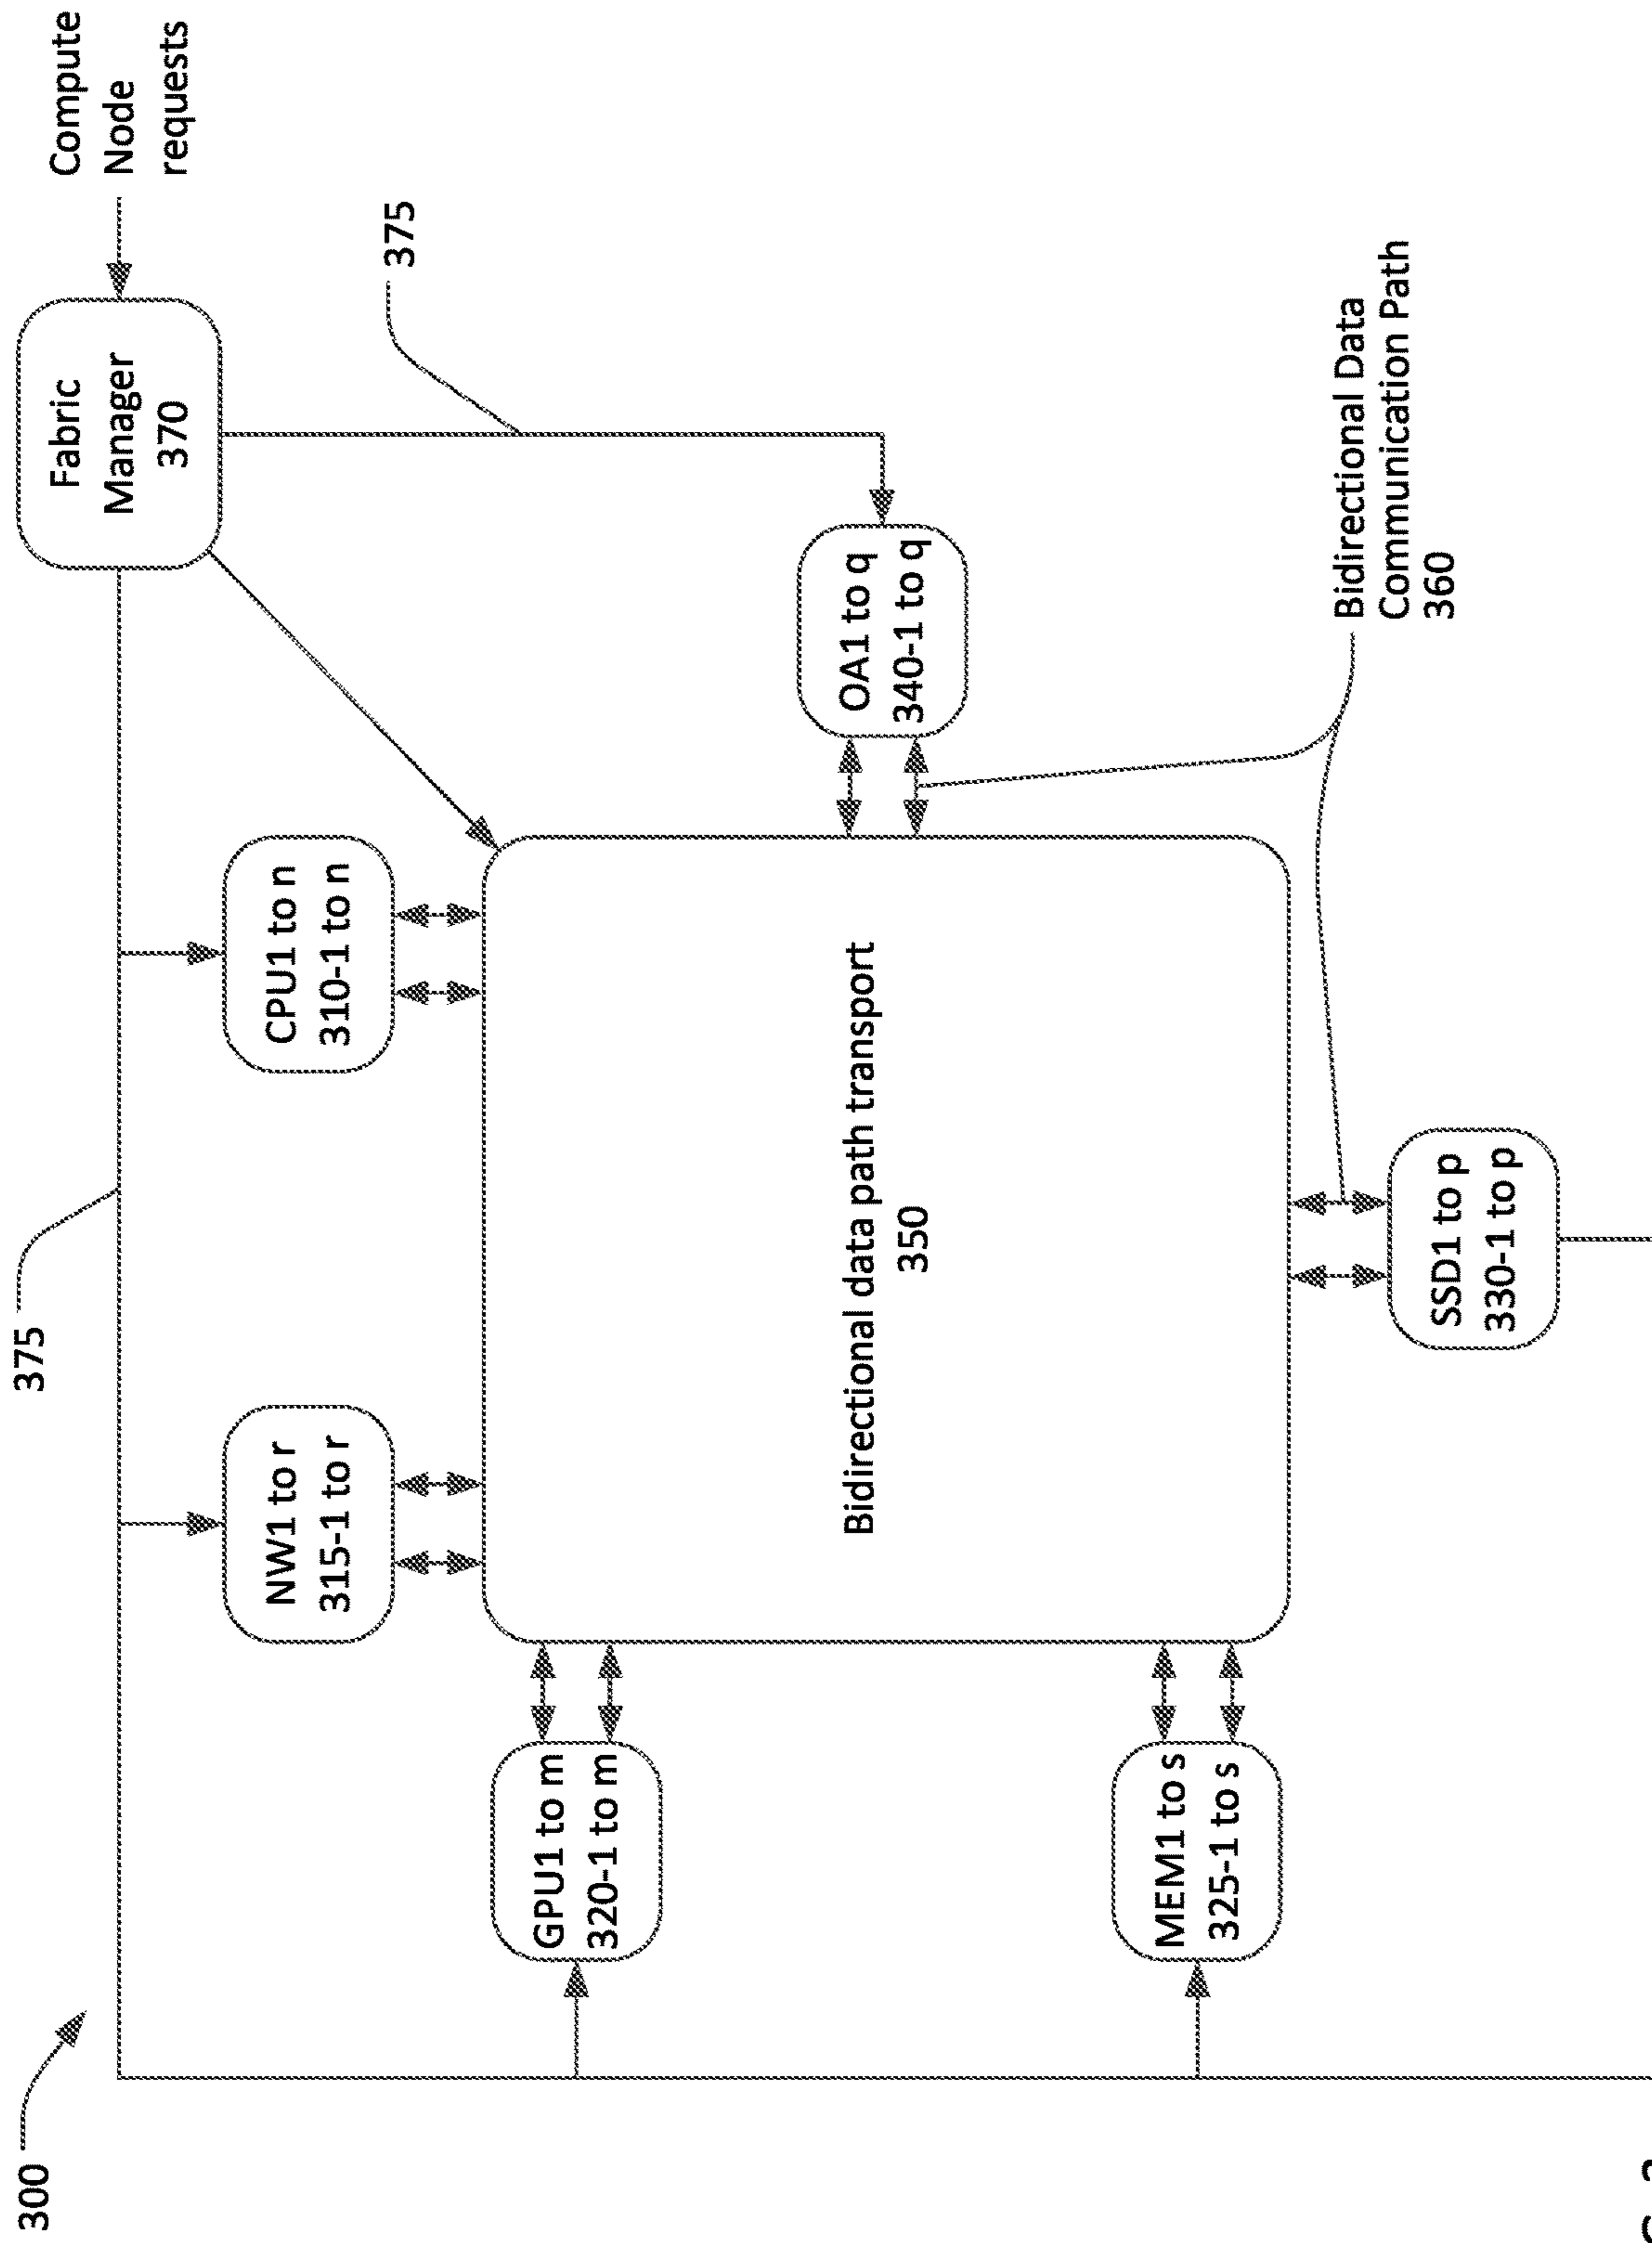 300
375
Fabric
Manager
370
Compute
Node
requests
375
NW1 to r
315-1 to r
CPU1 to n
310-1 to n
GPU1 to m
320-1 to m
Bidirectional data path transport
350
OA1 to q
340-1 to q
MEM1 to s
325-1 to s
SSD1 to p
330-1 to p
Bidirectional Data
Communication Path
360